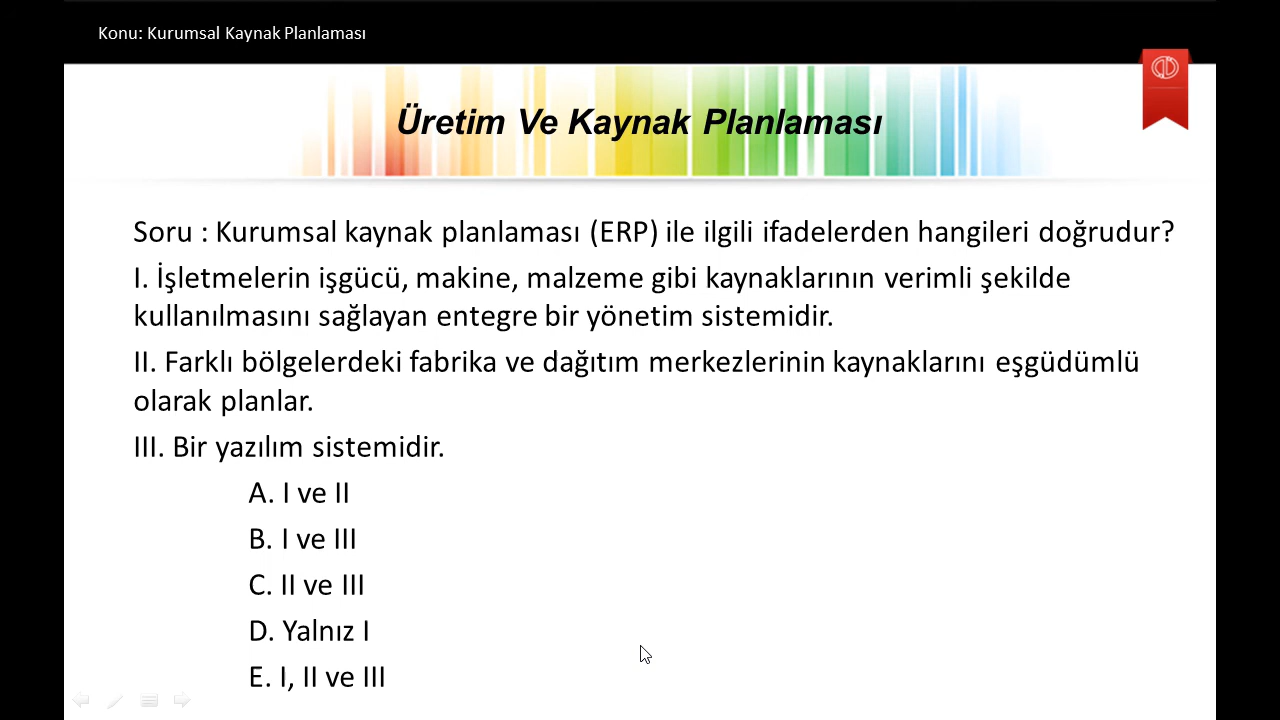 Konu: Kurumsal Kaynak Planlaması
Üretim Ve Kaynak Planlaması
Soru : Kurumsal kaynak planlaması (ERP) ile ilgili ifadelerden hangileri doğrudur?
I. İşletmelerin işgücü, makine, malzeme gibi kaynaklarının verimli şekilde
kullanılmasını sağlayan entegre bir yönetim sistemidir.
II. Farklı bölgelerdeki fabrika ve dağıtım merkezlerinin kaynaklarını eşgüdümlü
olarak planlar.
III. Bir yazılım sistemidir.
A. I ve II
B. I ve III
C. II ve III
D. Yalnız I
E. I, II ve III